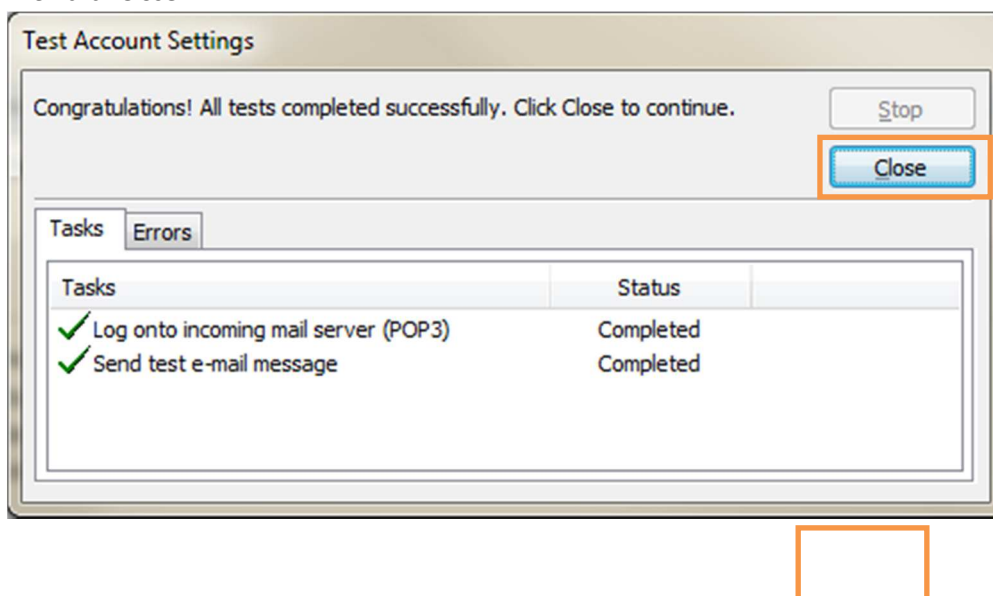 Test Account Settings
Congratulations! All tests completed successfully. Click Close to continue.
Stop
Close
Tasks Errors
Tasks Status
Log onto incoming mail server (POP3) Completed
Send test e-mail message Completed